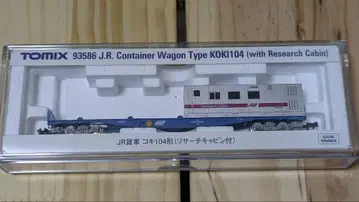 TOMIX 93586 J.R. Container Wagon Type KOKI104 (with Research Cabin)
JR貨車 コキ104形(リサーチキャビン付)